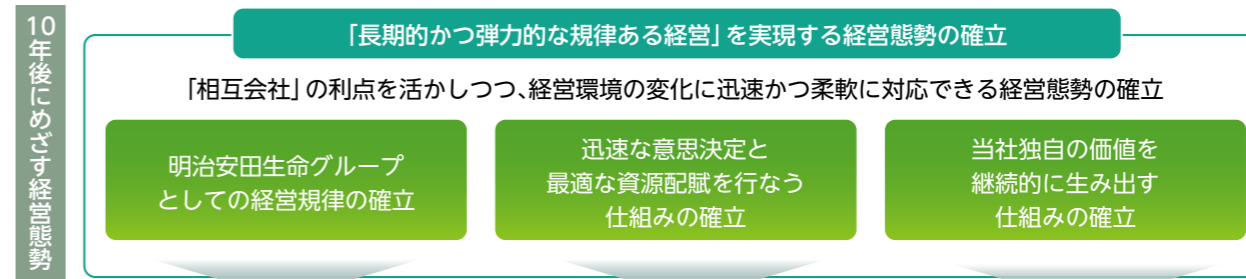 10年後にめざす経営態勢
「長期的かつ弾力的な規律ある経営」を実現する経営態勢の確立
「相互会社」の利点を活かしつつ、経営環境の変化に迅速かつ柔軟に対応できる経営態勢の確立
明治安田生命グループ
としての経営規律の確立
迅速な意思決定と
最適な資源配賦を行なう
仕組みの確立
当社独自の価値を
継続的に生み出す
仕組みの確立